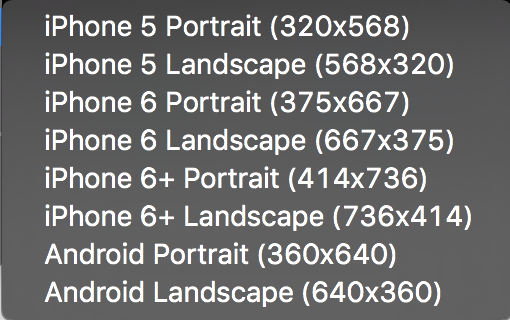 iPhone 5 Portrait (320x568)
iPhone 5 Landscape (568x320)
iPhone 6 Portrait (375x667)
iPhone 6 Landscape (667x375)
iPhone 6+ Portrait (414x736)
iPhone 6+ Landscape (736x414)
Android Portrait (360x640)
Android Landscape (640x360)